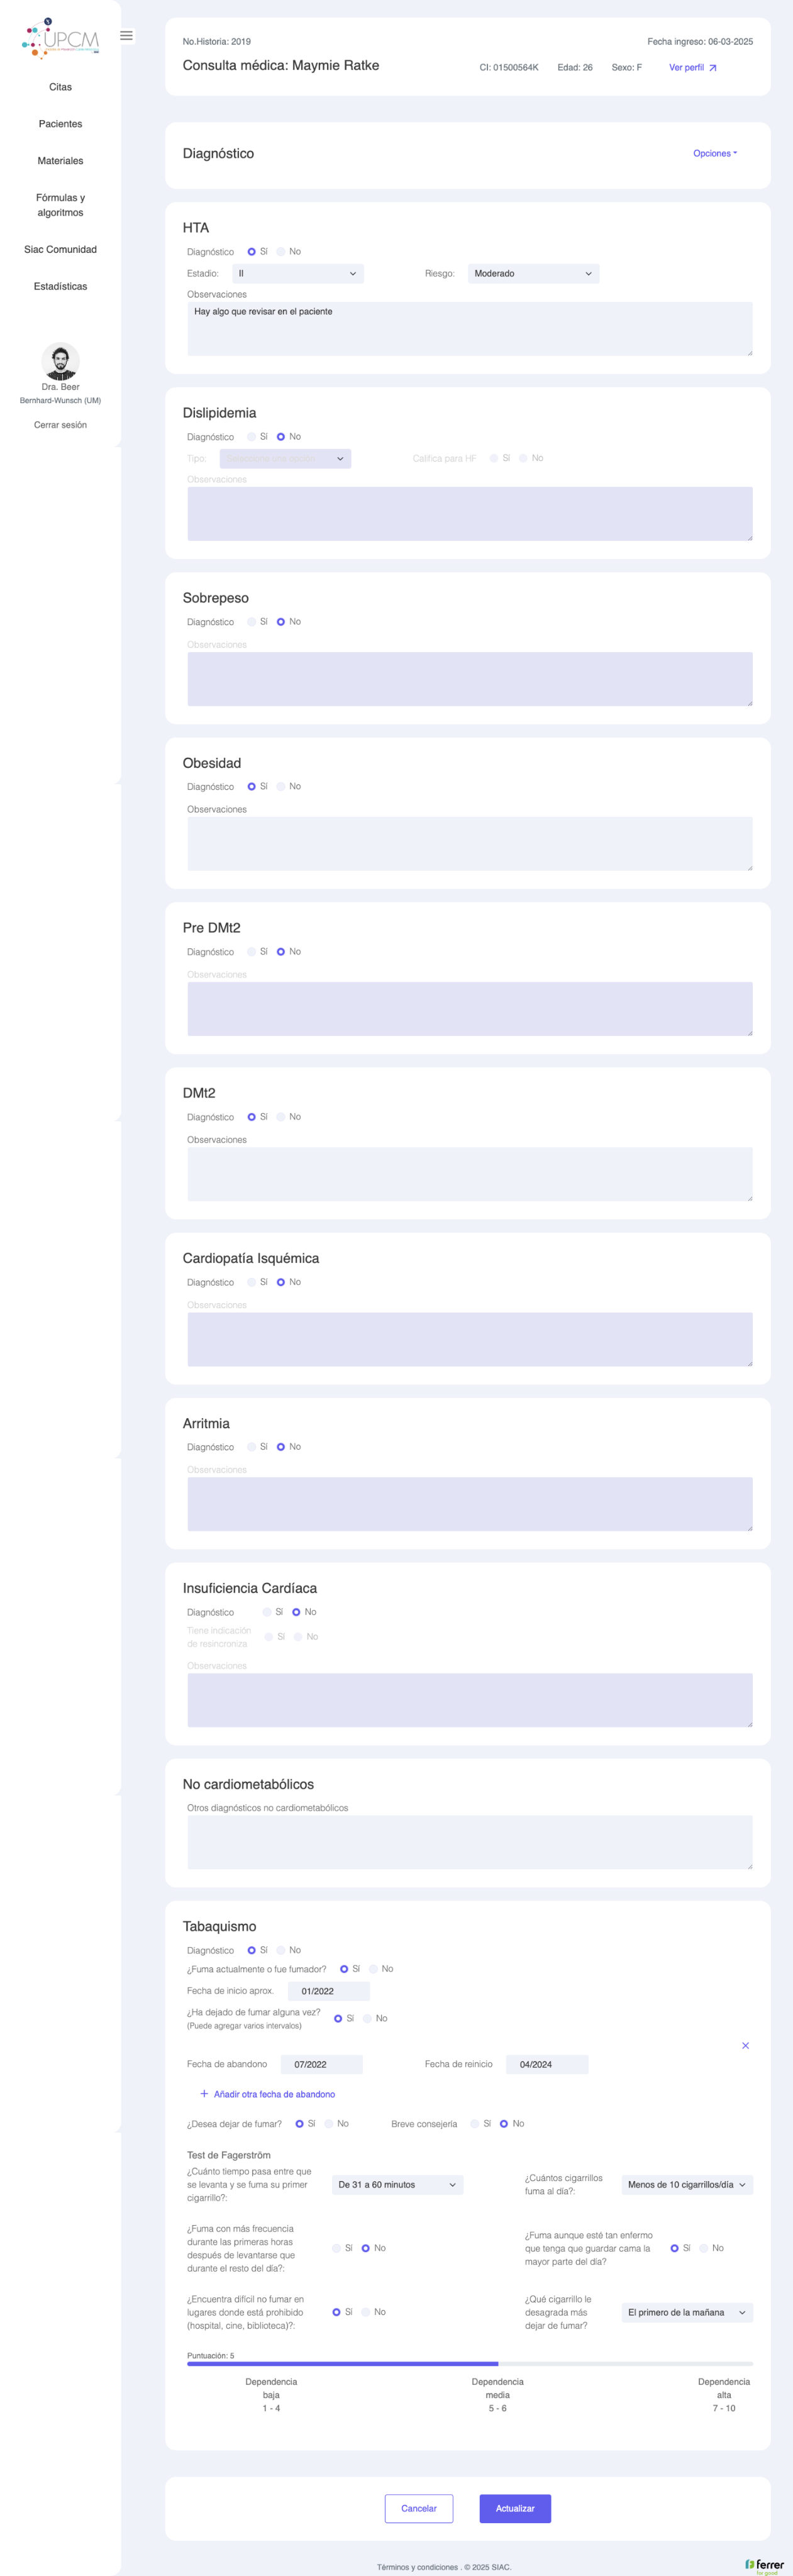 UPCM
Citas
Pacientes
Materiales
Fórmulas y
algoritmos
Siac Comunidad
Estadísticas
Dra. Beer
Bernhard-Wunsch (UM)
Cerrar sesión
No.Historia: 2019
Fecha ingreso: 06-03-2025
Consulta médica: Maymie Ratke
CI: 01500564K Edad: 26 Sexo: F Ver perfil
Diagnóstico
Opciones
HTA
Diagnóstico Sí No
Estadio: II Riesgo: Moderado
Observaciones
Hay algo que revisar en el paciente
Dislipidemia
Diagnóstico Sí No
Tipo: Califica para HF Sí No
Observaciones
Sobrepeso
Diagnóstico Sí No
Observaciones
Obesidad
Diagnóstico Sí No
Observaciones
Pre DMt2
Diagnóstico Sí No
Observaciones
DMt2
Diagnóstico Sí No
Observaciones
Cardiopatía Isquémica
Diagnóstico Sí No
Observaciones
Arritmia
Diagnóstico Sí No
Observaciones
Insuficiencia Cardíaca
Diagnóstico Sí No
Tiene indicación
de resincroniza Sí No
Observaciones
No cardiometabólicos
Otros diagnósticos no cardiometabólicos
Tabaquismo
Diagnóstico Sí No
¿Fuma actualmente o fue fumador? Sí No
Fecha de inicio aprox. 01/2022
¿Ha dejado de fumar alguna vez? Sí No
(Puede agregar varios intervalos)
Fecha de abandono 07/2022 Fecha de reinicio 04/2024
+ Añadir otra fecha de abandono
¿Desea dejar de fumar? Sí No Breve consejería Sí No
Test de Fagerström
¿Cuánto tiempo pasa entre que
se levanta y se fuma su primer
cigarrillo?:
De 31 a 60 minutos
¿Cuántos cigarrillos
fuma al día?:
Menos de 10 cigarrillos/día
¿Fuma con más frecuencia
durante las primeras horas
después de levantarse que
durante el resto del día?:
Sí No
¿Fuma aunque esté tan enfermo
que tenga que guardar cama la
mayor parte del día?
Sí No
¿Encuentra difícil no fumar en
lugares donde está prohibido
(hospital, cine, biblioteca)?:
Sí No
¿Qué cigarrillo le
desagrada más
dejar de fumar?
El primero de la mañana
Puntuación: 5
Dependencia
baja
1 - 4
Dependencia
media
5 - 6
Dependencia
alta
7 - 10
Cancelar
Actualizar
Términos y condiciones . © 2025 SIAC.
ferrer
for good